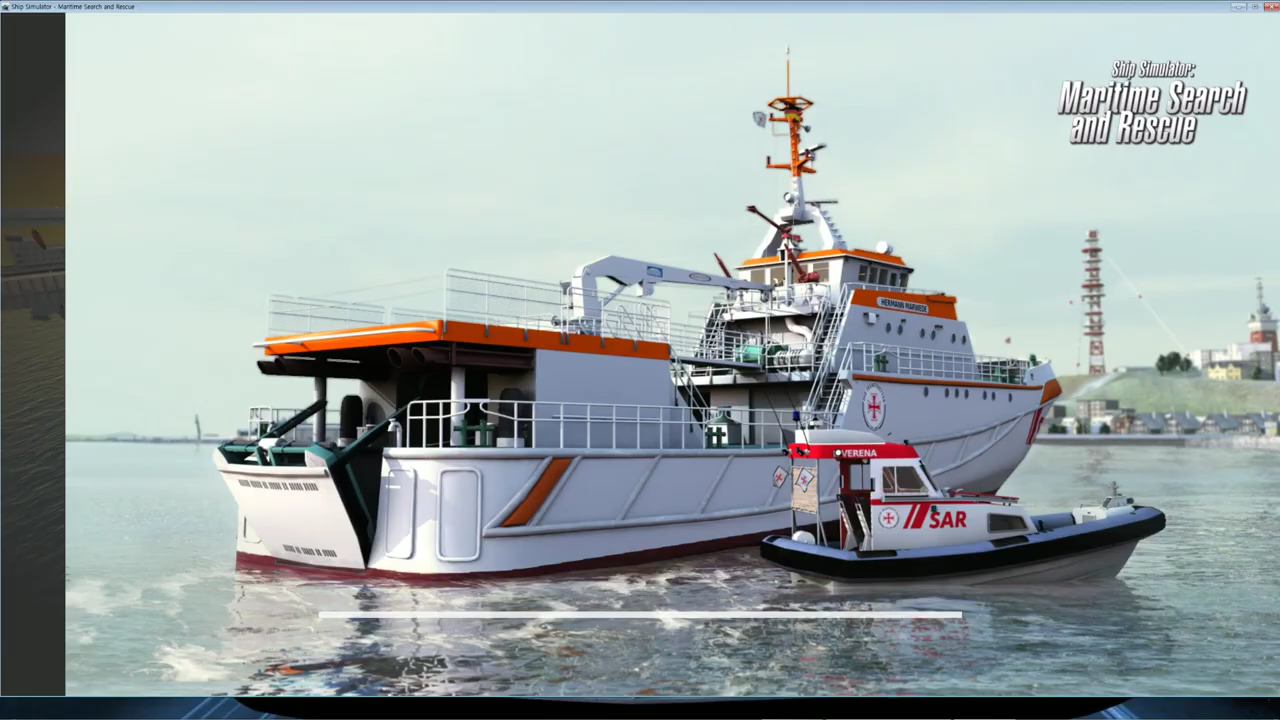 Ship Simulator - Maritime Search and Rescue
Ship Simulator:
Maritime Search
and Rescue
HERMANN MARWEDE
VERENA
SAR